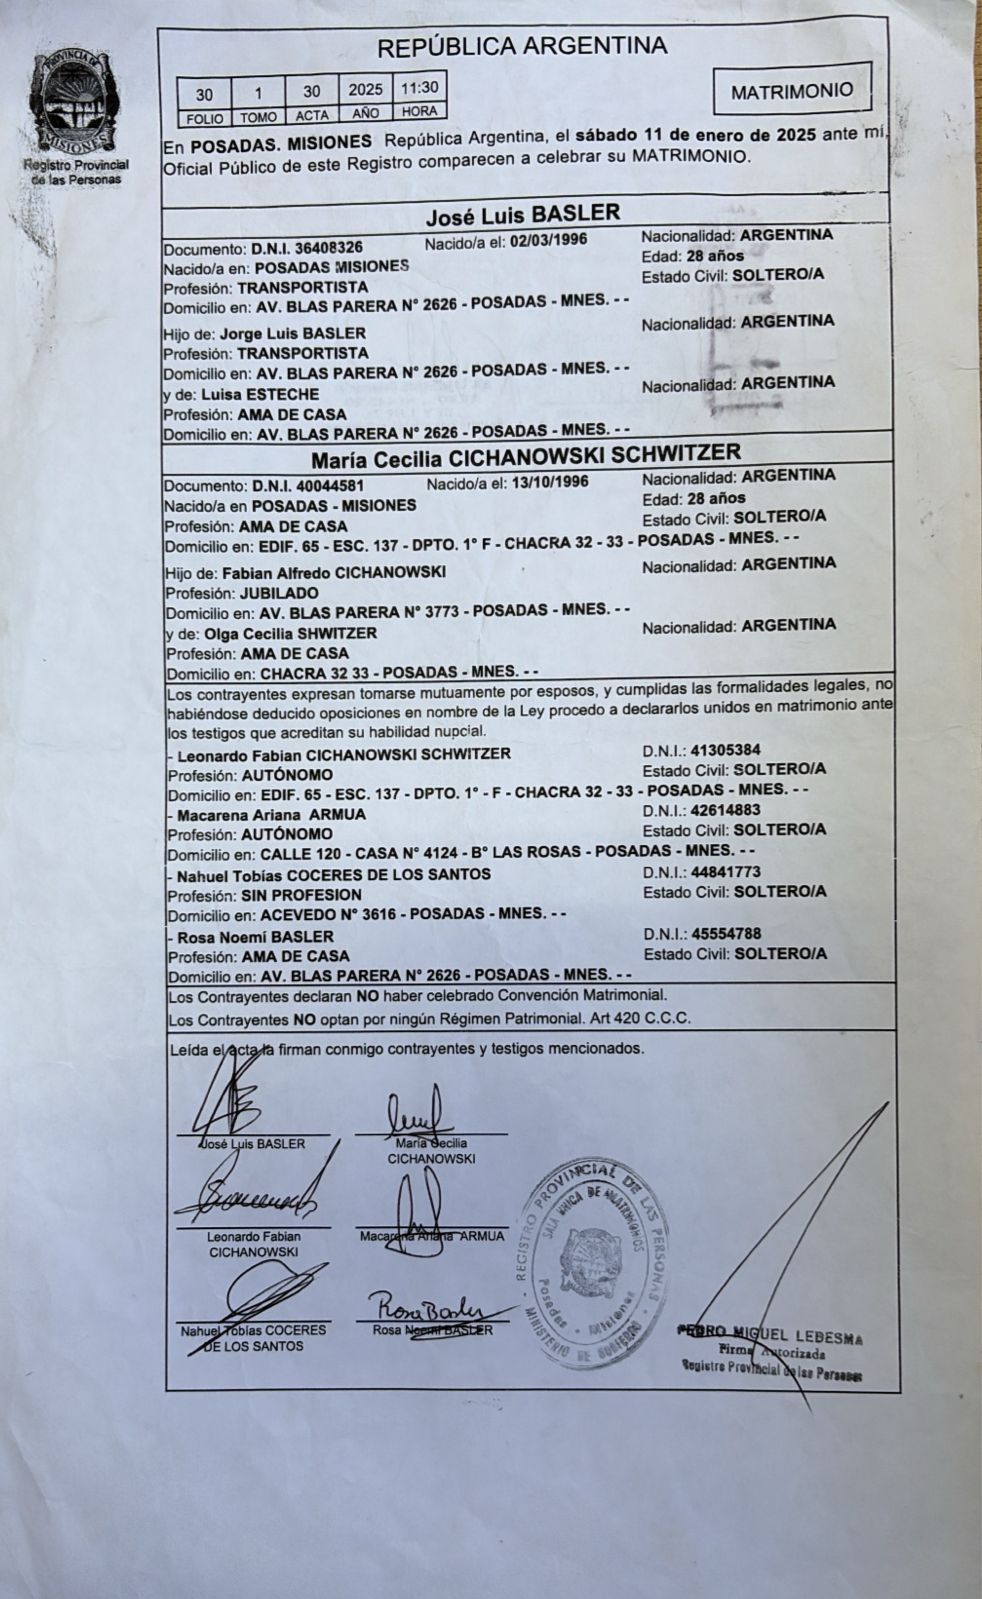 PROVINCIA DE
MISIONES
Registro Provincial
de las Personas
REPÚBLICA ARGENTINA
30 1 30 2025 11:30
FOLIO TOMO ACTA AÑO HORA
MATRIMONIO
En POSADAS. MISIONES República Argentina, el sábado 11 de enero de 2025 ante mí,
Oficial Público de este Registro comparecen a celebrar su MATRIMONIO.
José Luis BASLER
Documento: D.N.I. 36408326 Nacido/a el: 02/03/1996 Nacionalidad: ARGENTINA
Nacido/a en: POSADAS MISIONES Edad: 28 años
Profesión: TRANSPORTISTA Estado Civil: SOLTERO/A
Domicilio en: AV. BLAS PARERA N° 2626 - POSADAS - MNES. - -
Hijo de: Jorge Luis BASLER Nacionalidad: ARGENTINA
Profesión: TRANSPORTISTA
Domicilio en: AV. BLAS PARERA N° 2626 - POSADAS - MNES. - -
y de: Luisa ESTECHE Nacionalidad: ARGENTINA
Profesión: AMA DE CASA
Domicilio en: AV. BLAS PARERA N° 2626 - POSADAS - MNES. - -
María Cecilia CICHANOWSKI SCHWITZER
Documento: D.N.I. 40044581 Nacido/a el: 13/10/1996 Nacionalidad: ARGENTINA
Nacido/a en POSADAS - MISIONES Edad: 28 años
Profesión: AMA DE CASA Estado Civil: SOLTERO/A
Domicilio en: EDIF. 65 - ESC. 137 - DPTO. 1° F - CHACRA 32 - 33 - POSADAS - MNES. - -
Hijo de: Fabian Alfredo CICHANOWSKI Nacionalidad: ARGENTINA
Profesión: JUBILADO
Domicilio en: AV. BLAS PARERA N° 3773 - POSADAS - MNES. - -
y de: Olga Cecilia SHWITZER Nacionalidad: ARGENTINA
Profesión: AMA DE CASA
Domicilio en: CHACRA 32 33 - POSADAS - MNES. - -
Los contrayentes expresan tomarse mutuamente por esposos, y cumplidas las formalidades legales, no
habiéndose deducido oposiciones en nombre de la Ley procedo a declararlos unidos en matrimonio ante
los testigos que acreditan su habilidad nupcial.
- Leonardo Fabian CICHANOWSKI SCHWITZER D.N.I.: 41305384
Profesión: AUTÓNOMO Estado Civil: SOLTERO/A
Domicilio en: EDIF. 65 - ESC. 137 - DPTO. 1° - F - CHACRA 32 - 33 - POSADAS - MNES. - -
- Macarena Ariana ARMUA D.N.I.: 42614883
Profesión: AUTÓNOMO Estado Civil: SOLTERO/A
Domicilio en: CALLE 120 - CASA N° 4124 - B° LAS ROSAS - POSADAS - MNES. - -
- Nahuel Tobías COCERES DE LOS SANTOS D.N.I.: 44841773
Profesión: SIN PROFESION Estado Civil: SOLTERO/A
Domicilio en: ACEVEDO N° 3616 - POSADAS - MNES. - -
- Rosa Noemí BASLER D.N.I.: 45554788
Profesión: AMA DE CASA Estado Civil: SOLTERO/A
Domicilio en: AV. BLAS PARERA N° 2626 - POSADAS - MNES. - -
Los Contrayentes declaran NO haber celebrado Convención Matrimonial.
Los Contrayentes NO optan por ningún Régimen Patrimonial. Art 420 C.C.C.
Leída el acta la firman conmigo contrayentes y testigos mencionados.
José Luis BASLER María Cecilia
CICHANOWSKI
Leonardo Fabian
CICHANOWSKI
Macarena Ariana ARMUA
Rosa Basler
Nahuel Tobías COCERES
DE LOS SANTOS
Rosa Noemí BASLER
REGISTRO PROVINCIAL DE LAS PERSONAS
SALA UNICA DE MATRIMONIOS
Posadas - Misiones
MINISTERIO DE GOBIERNO
PEDRO MIGUEL LEDESMA
Firma Autorizada
Registro Provincial de las Personas